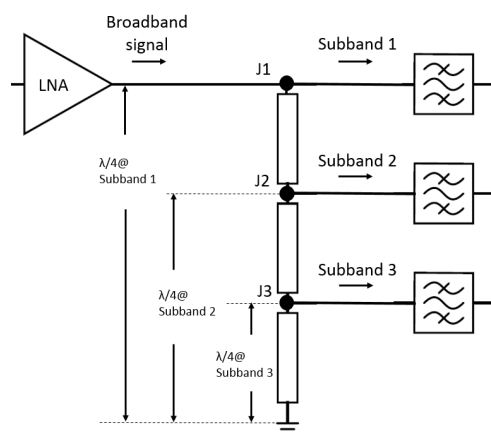 Broadband
signal
Subband 1
J1
LNA
λ/4@
Subband 1
Subband 2
J2
Subband 3
J3
λ/4@
Subband 2
λ/4@
Subband 3